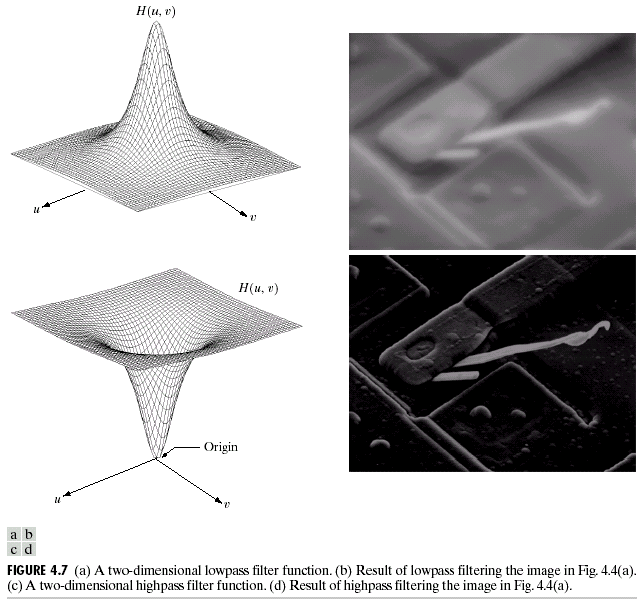 H(u, v)
u
v
H(u, v)
Origin
u
v
a b
c d
FIGURE 4.7 (a) A two-dimensional lowpass filter function. (b) Result of lowpass filtering the image in Fig. 4.4(a).
(c) A two-dimensional highpass filter function. (d) Result of highpass filtering the image in Fig. 4.4(a).